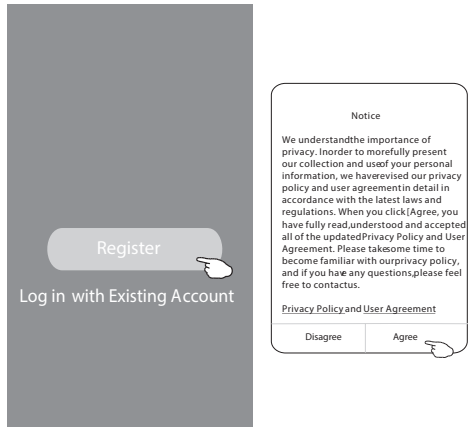 Register
Log in with Existing Account
Notice
We understandthe importance of
privacy. Inorder to morefully present
our collection and useof your personal
information, we haverevised our privacy
policy and user agreementin detail in
accordance with the latest laws and
regulations. When you click[Agree, you
have fully read,understood and accepted
all of the updatedPrivacy Policy and User
Agreement. Please takesome time to
become familiar with ourprivacy policy,
and if you have any questions,please feel
free to contactus.
Privacy Policy and User Agreement
Disagree
Agree